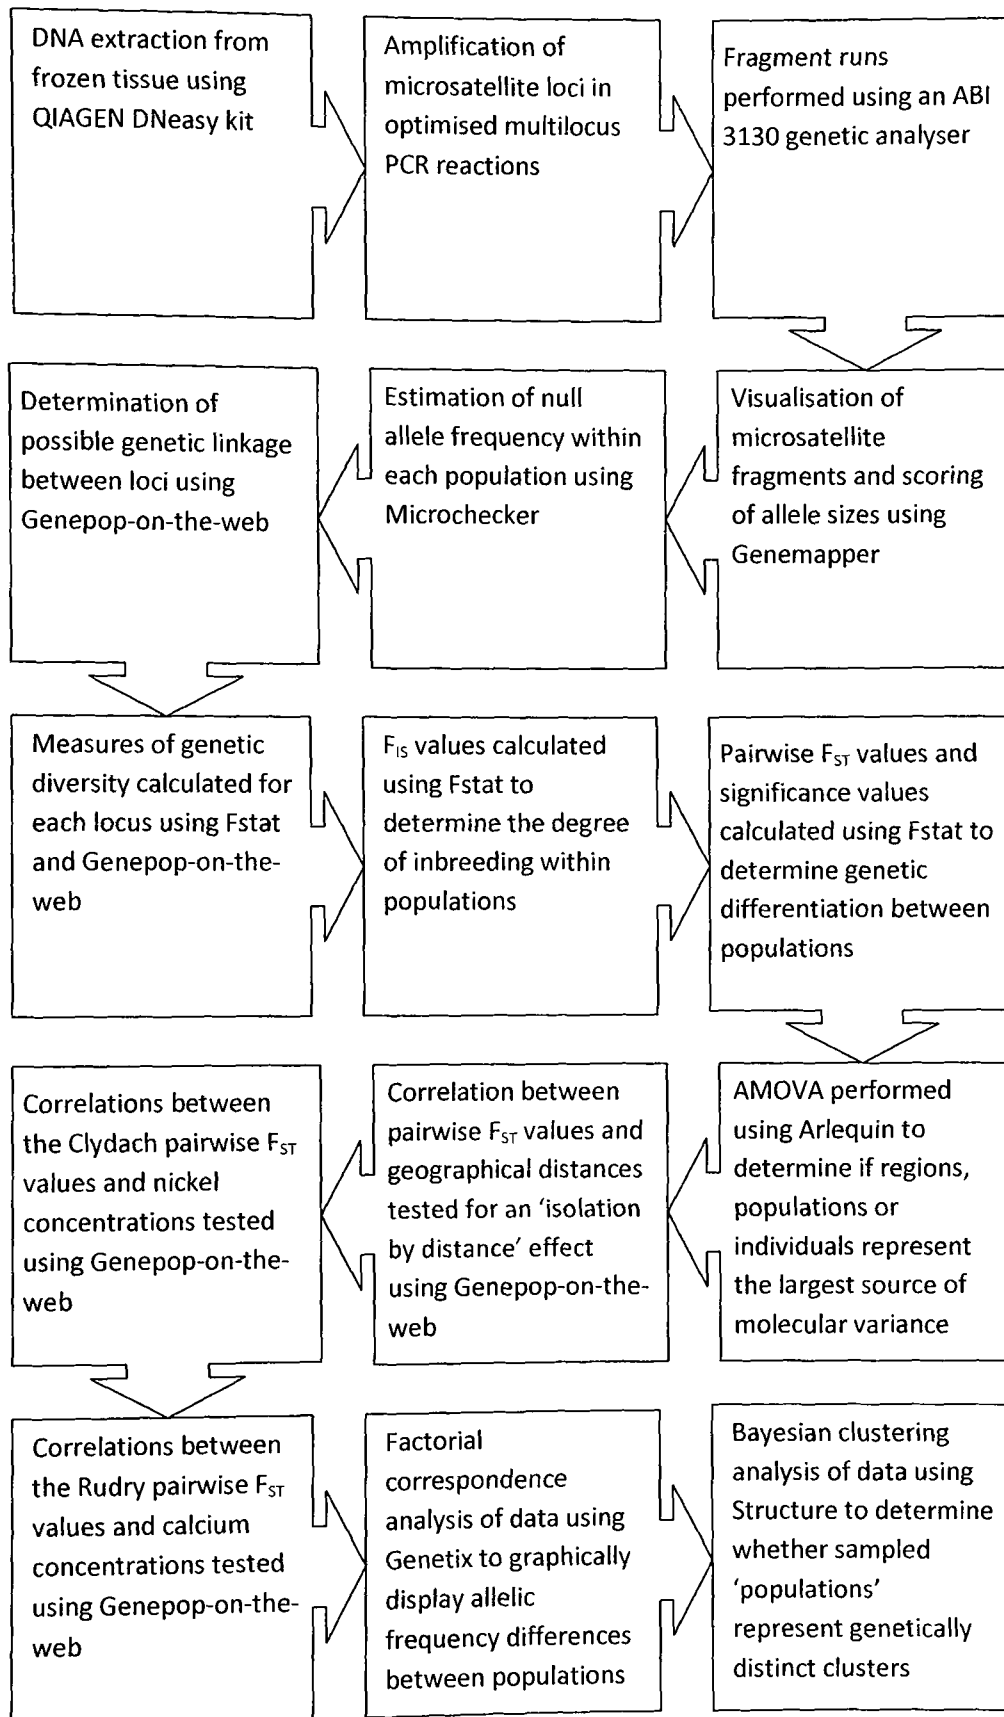 DNA extraction from
frozen tissue using
QIAGEN DNeasy kit
Amplification of
microsatellite loci in
optimised multilocus
PCR reactions
Fragment runs
performed using an ABI
3130 genetic analyser
Visualisation of
microsatellite
fragments and scoring
of allele sizes using
Genemapper
Estimation of null
allele frequency within
each population using
Microchecker
Determination of
possible genetic linkage
between loci using
Genepop-on-the-web
Measures of genetic
diversity calculated for
each locus using Fstat
and Genepop-on-the-
web
F_IS values calculated
using Fstat to
determine the degree
of inbreeding within
populations
Pairwise F_ST values and
significance values
calculated using Fstat to
determine genetic
differentiation between
populations
AMOVA performed
using Arlequin to
determine if regions,
populations or
individuals represent
the largest source of
molecular variance
Correlation between
pairwise F_ST values and
geographical distances
tested for an ‘isolation
by distance’ effect
using Genepop-on-the-
web
Correlations between
the Clydach pairwise F_ST
values and nickel
concentrations tested
using Genepop-on-the-
web
Correlations between
the Rudry pairwise F_ST
values and calcium
concentrations tested
using Genepop-on-the-
web
Factorial
correspondence
analysis of data using
Genetix to graphically
display allelic
frequency differences
between populations
Bayesian clustering
analysis of data using
Structure to determine
whether sampled
‘populations’
represent genetically
distinct clusters